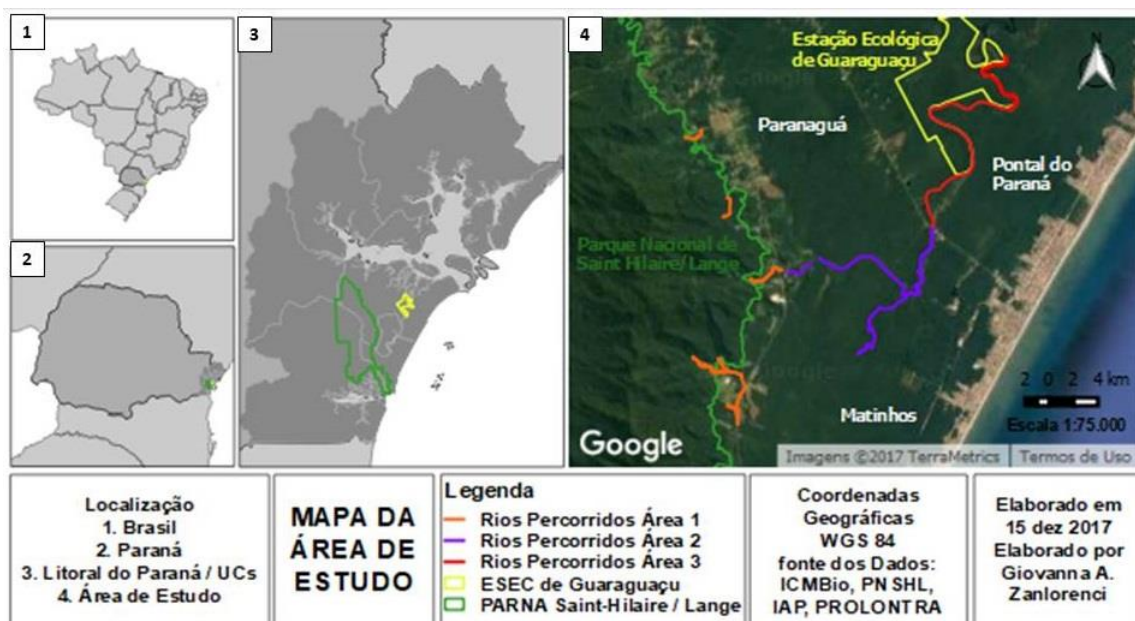 1
2
3
4
Estação Ecológica
de Guaraguaçu
N
Paranaguá
Pontal do
Paraná
Parque Nacional de
Saint Hilaire/ Lange
Matinhos
2 0 2 4 km
Escala 1:75.000
Google
Imagens ©2017 TerraMetrics
Termos de Uso
Localização
1. Brasil
2. Paraná
3. Litoral do Paraná / UCs
4. Área de Estudo
MAPA DA
ÁREA DE
ESTUDO
Legenda
Rios Percorridos Área 1
Rios Percorridos Área 2
Rios Percorridos Área 3
ESEC de Guaraguaçu
PARNA Saint-Hilaire / Lange
Coordenadas
Geográficas
WGS 84
fonte dos Dados:
ICMBio, PNSHL,
IAP, PROLONTRA
Elaborado em
15 dez 2017
Elaborado por
Giovanna A.
Zanlorenci